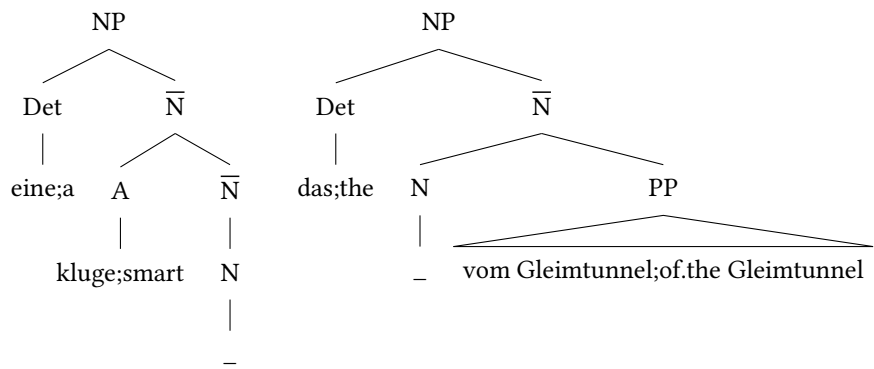 NP NP
Det N̅ Det N̅
eine;a A N̅ das;the N PP
kluge;smart N _ vom Gleimtunnel;of.the Gleimtunnel
_